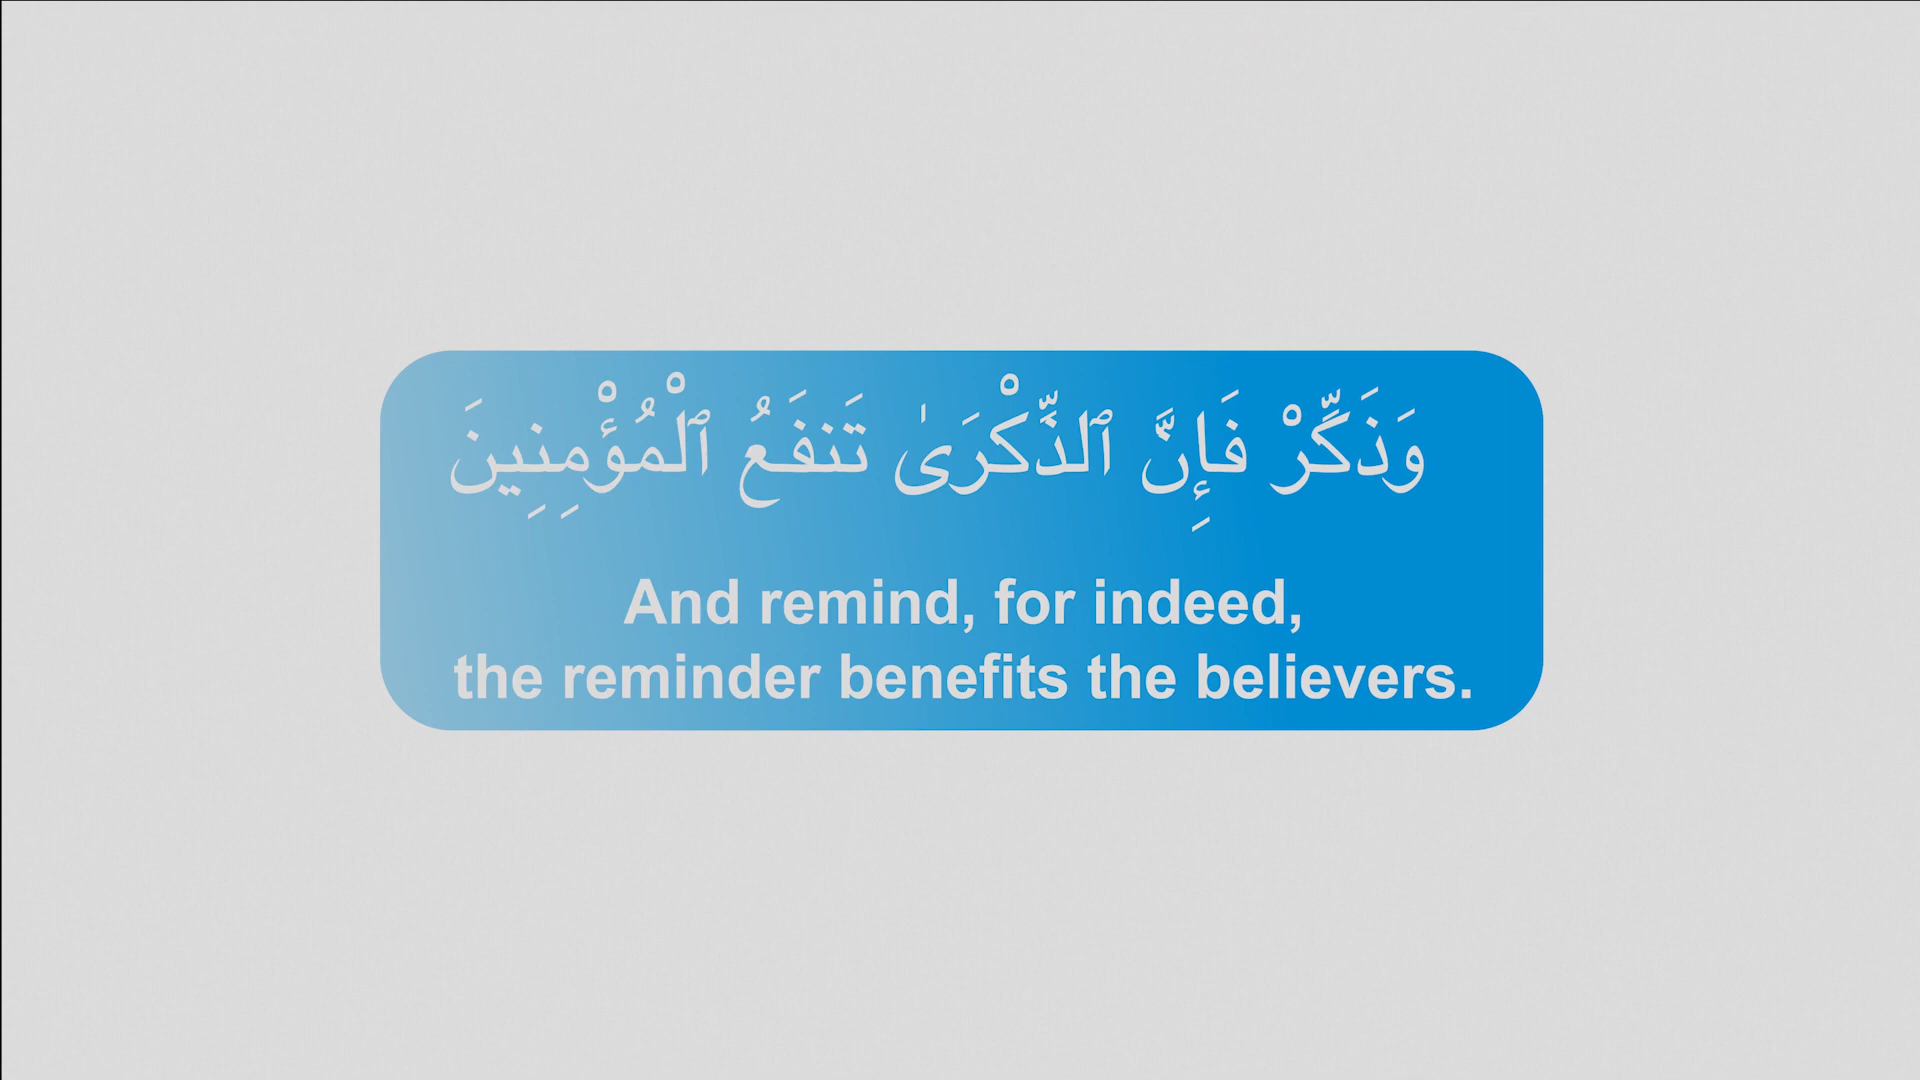 وَذَكِّرْ فَإِنَّ ٱلذِّكْرَىٰ تَنفَعُ ٱلْمُؤْمِنِينَ
And remind, for indeed,
the reminder benefits the believers.